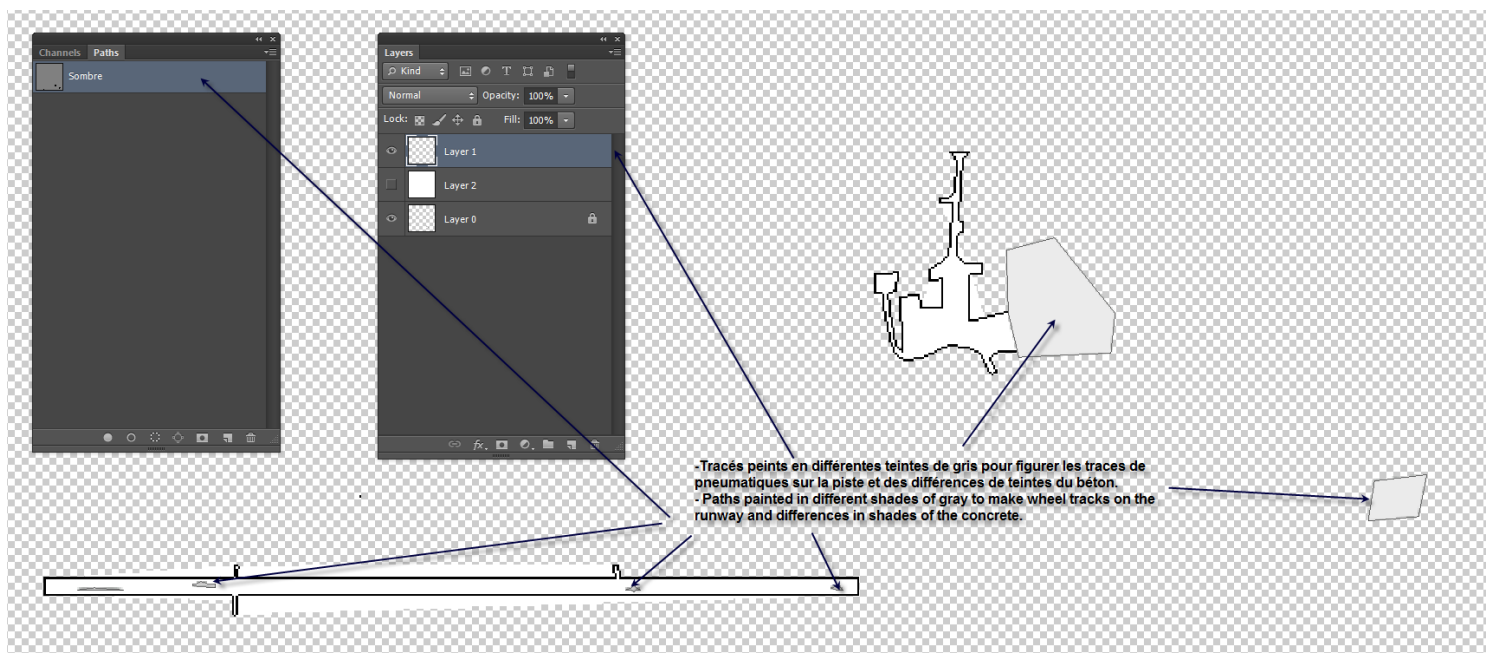 Channels Paths
Sombre
Layers
Kind
Normal Opacity: 100%
Lock: Fill: 100%
Layer 1
Layer 2
Layer 0
fx.
-Tracés peints en différentes teintes de gris pour figurer les traces de
pneumatiques sur la piste et des différences de teintes du béton.
- Paths painted in different shades of gray to make wheel tracks on the
runway and differences in shades of the concrete.